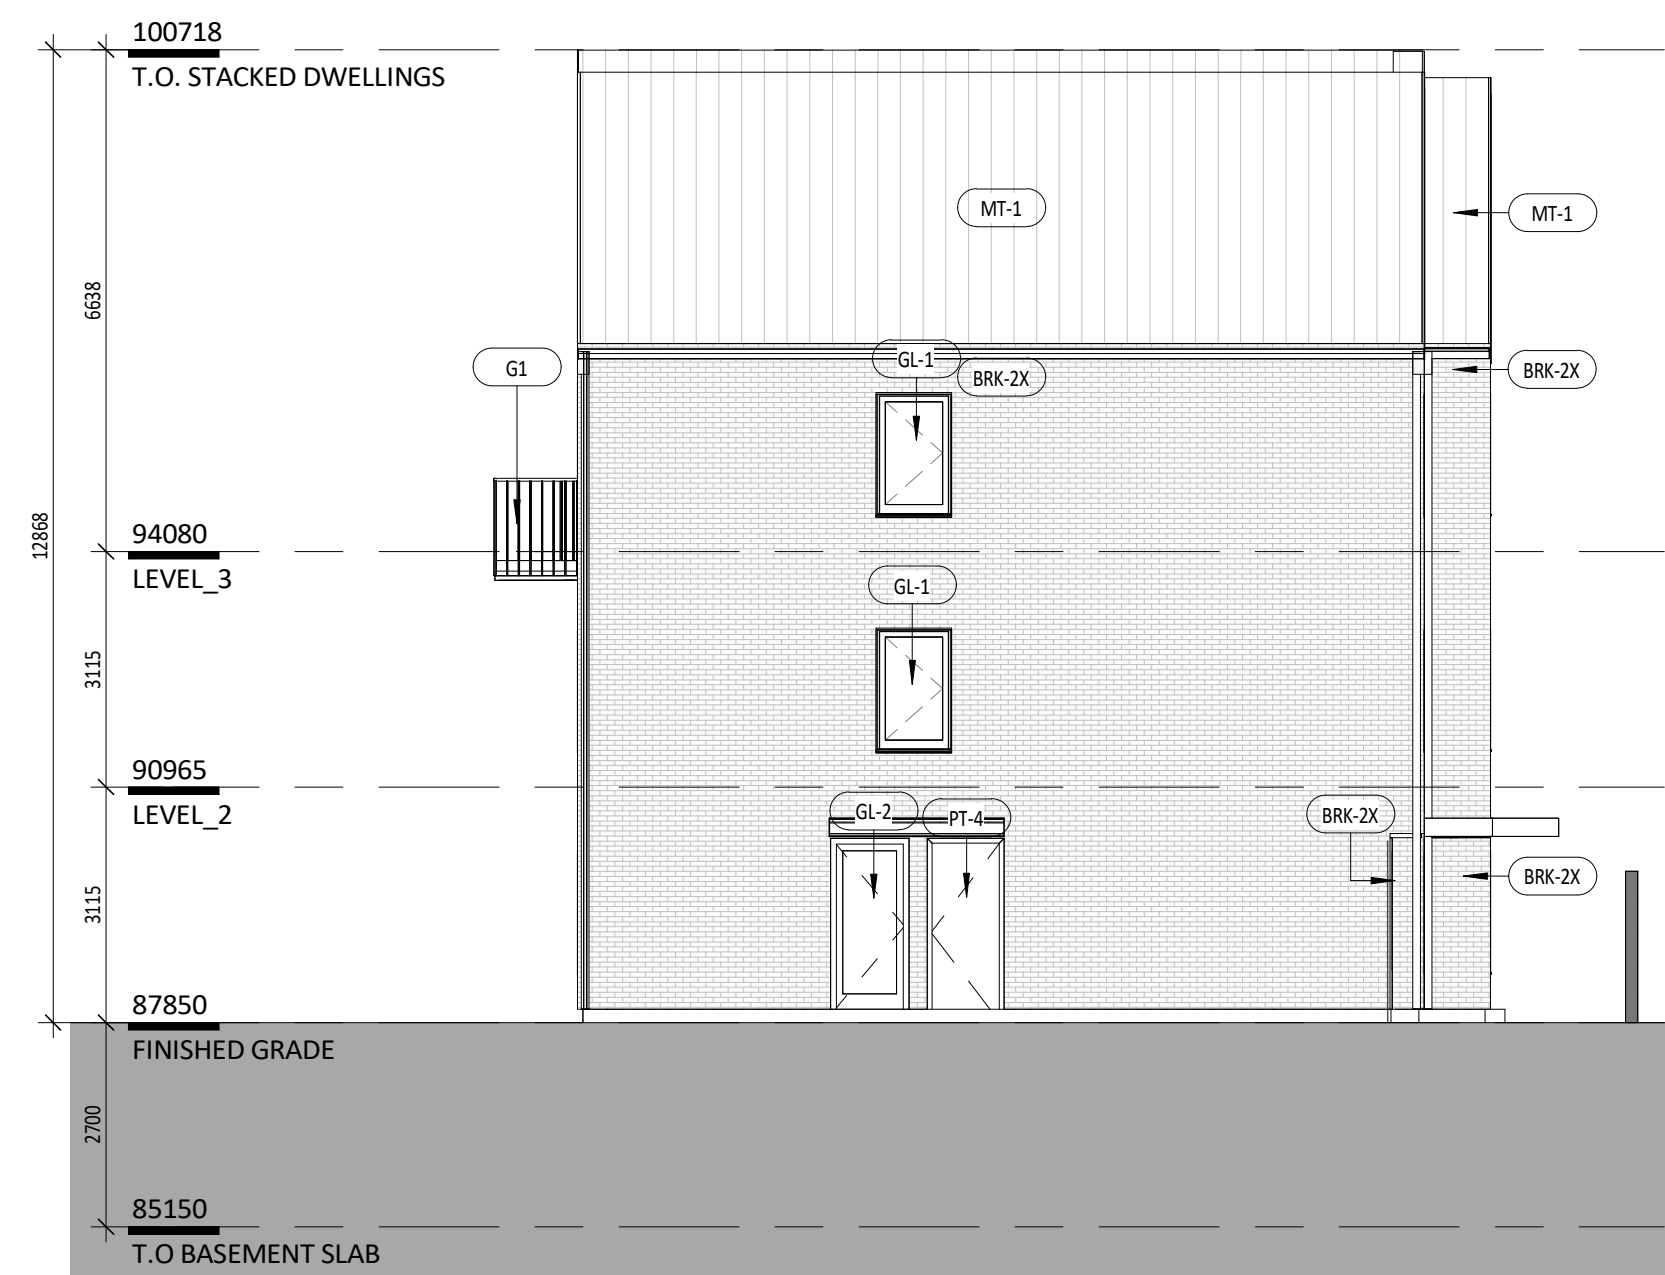 100718
T.O. STACKED DWELLINGS
MT-1
MT-1
6638
GL-1
G1
BRK-2X
BRK-2X
12868
94080
LEVEL_3
GL-1
3115
90965
LEVEL_2
GL-2
PT-4
BRK-2X
BRK-2X
3115
87850
FINISHED GRADE
2700
85150
T.O BASEMENT SLAB